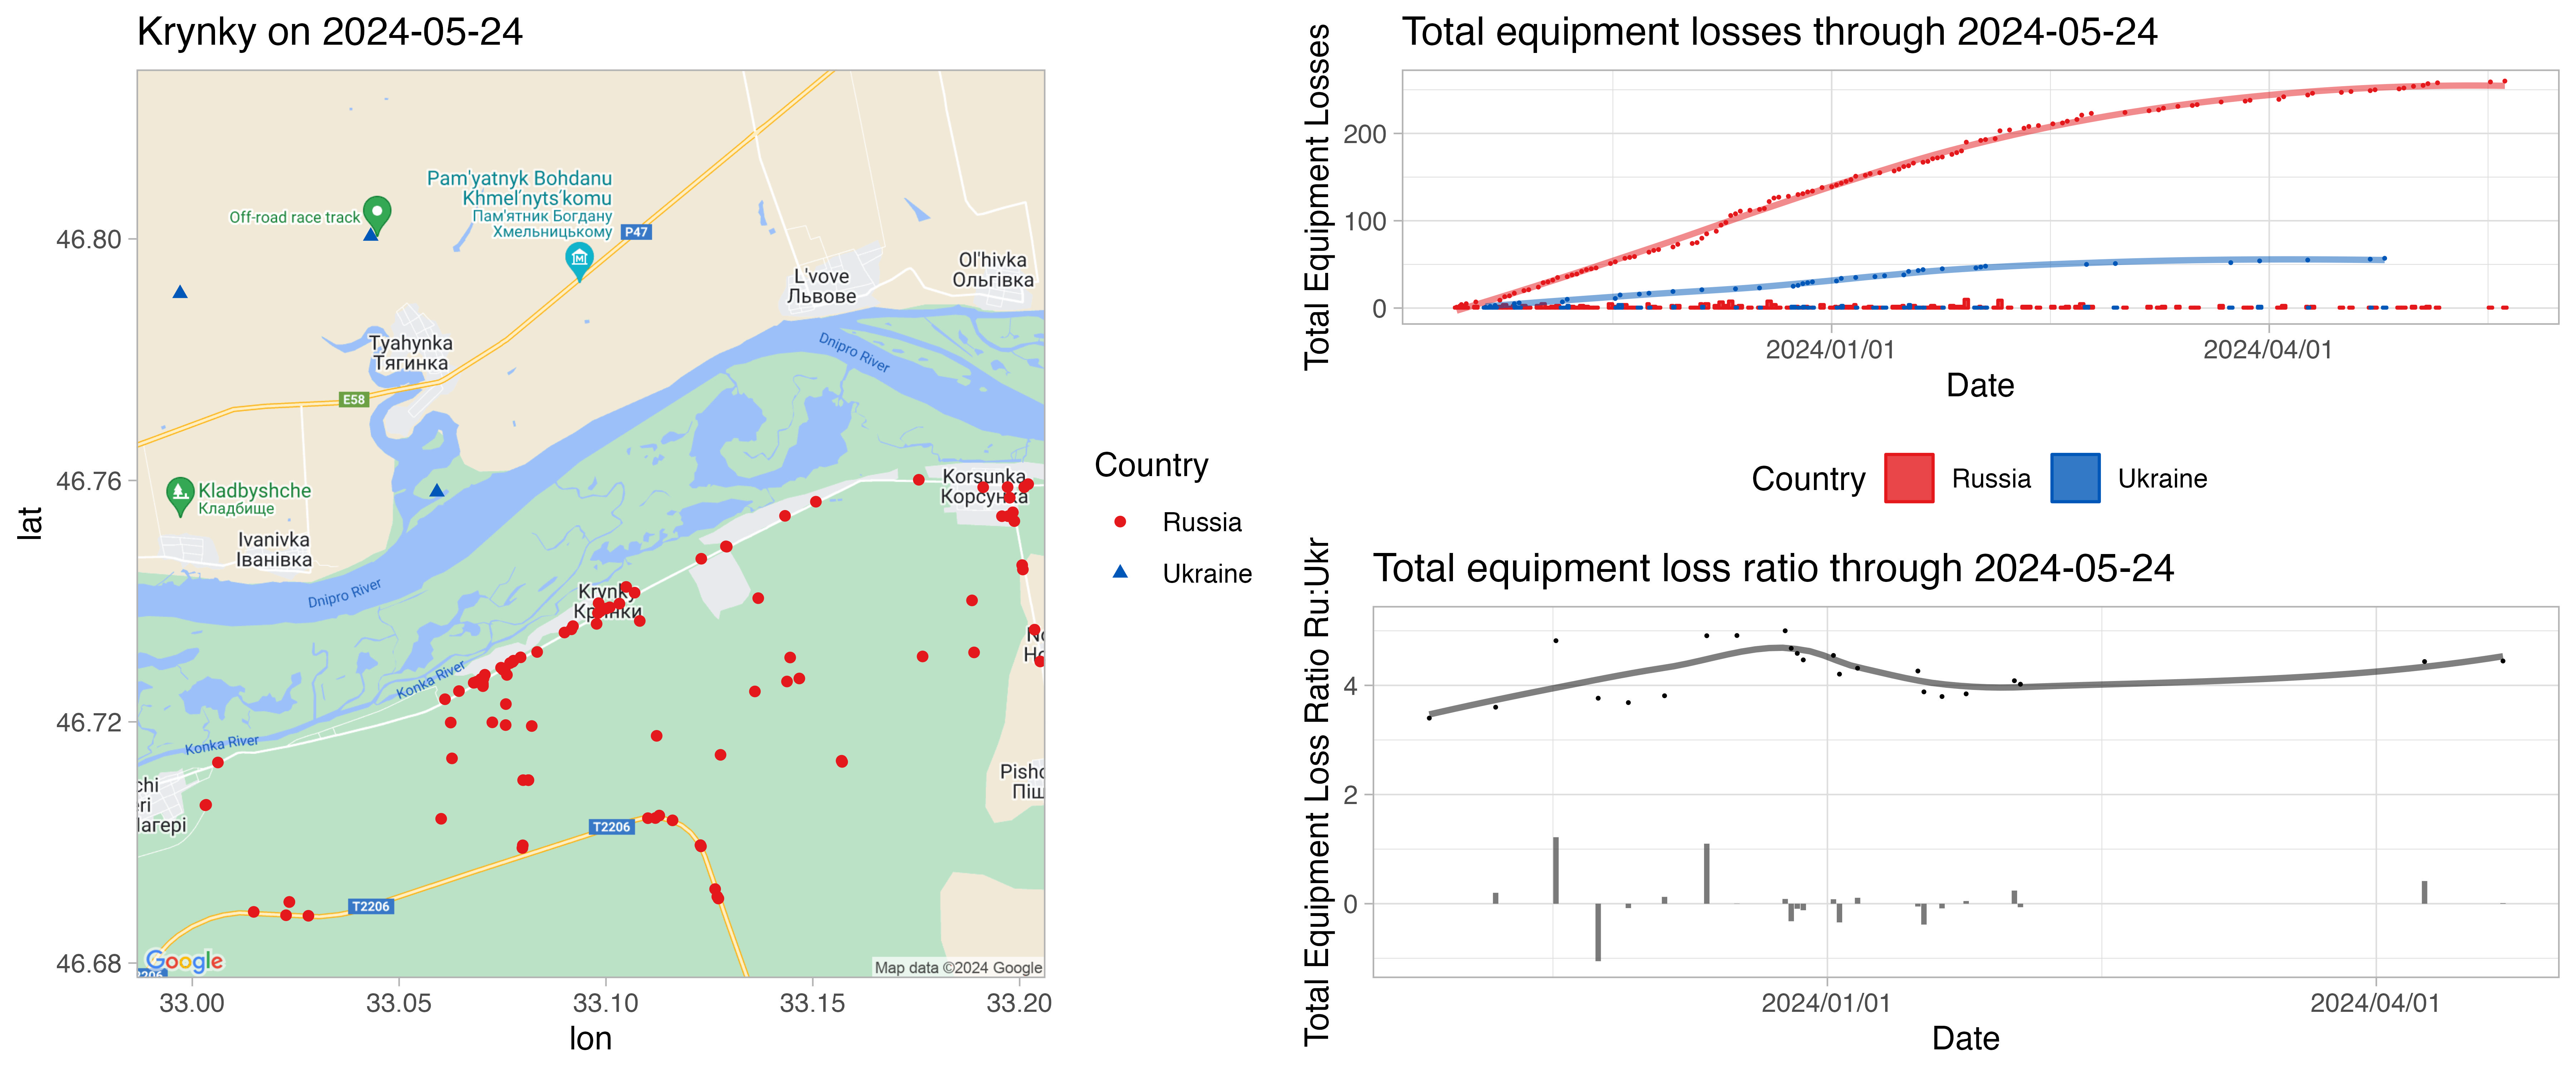 Krynky on 2024-05-24
lat
46.80
46.76
46.72
46.68
Pam'yatnyk Bohdanu
Khmel'nyts'komu
Пам'ятник Богдану
Хмельницькому
Off-road race track
P47
L'vove
Львове
Ol'hivka
Ольгівка
Tyahynka
Тягинка
Dnipro River
E58
Kladbyshche
Кладбище
Korsunka
Корсунка
Ivanivka
Іванівка
Dnipro River
Krynky
Кринки
Konka River
Konka River
Pisho
Піщ
chi
eri
Лагері
T2206
T2206
Google
Map data ©2024 Google
33.00
33.05
33.10
33.15
33.20
lon
Country
Russia
Ukraine
Total equipment losses through 2024-05-24
Total Equipment Losses
200
100
0
2024/01/01
2024/04/01
Date
Country
Russia
Ukraine
Total equipment loss ratio through 2024-05-24
Total Equipment Loss Ratio Ru:Ukr
4
2
0
2024/01/01
2024/04/01
Date